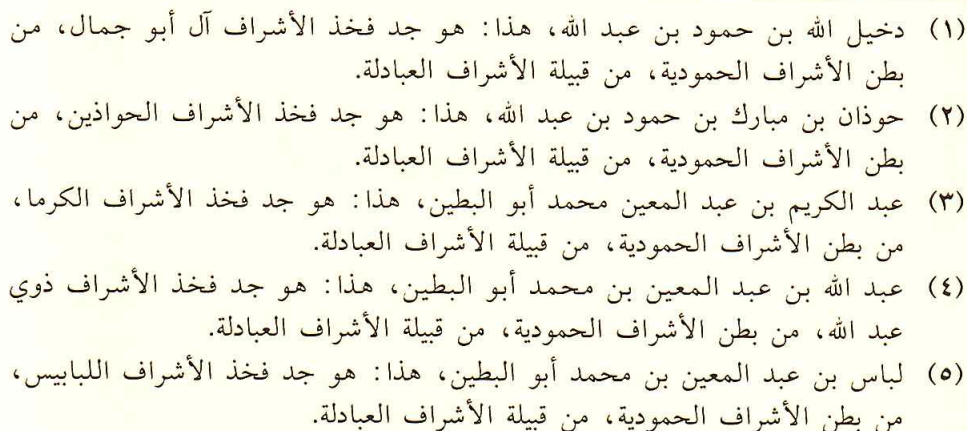 (١) دخيل الله بن حمود بن عبد الله، هذا: هو جد فخذ الأشراف آل أبو جمال، من
بطن الأشراف الحمودية، من قبيلة الأشراف العبادلة.
(٢) حوذان بن مبارك بن حمود بن عبد الله، هذا: هو جد فخذ الأشراف الحواذين، من
بطن الأشراف الحمودية، من قبيلة الأشراف العبادلة.
(٣) عبد الكريم بن عبد المعين محمد أبو البطين، هذا: هو جد فخذ الأشراف الكرما،
من بطن الأشراف الحمودية، من قبيلة الأشراف العبادلة.
(٤) عبد الله بن عبد المعين بن محمد أبو البطين، هذا: هو جد فخذ الأشراف ذوي
عبد الله، من بطن الأشراف الحمودية، من قبيلة الأشراف العبادلة.
(٥) لباس بن عبد المعين بن محمد أبو البطين، هذا: هو جد فخذ الأشراف اللبابيس،
من بطن الأشراف الحمودية، من قبيلة الأشراف العبادلة.